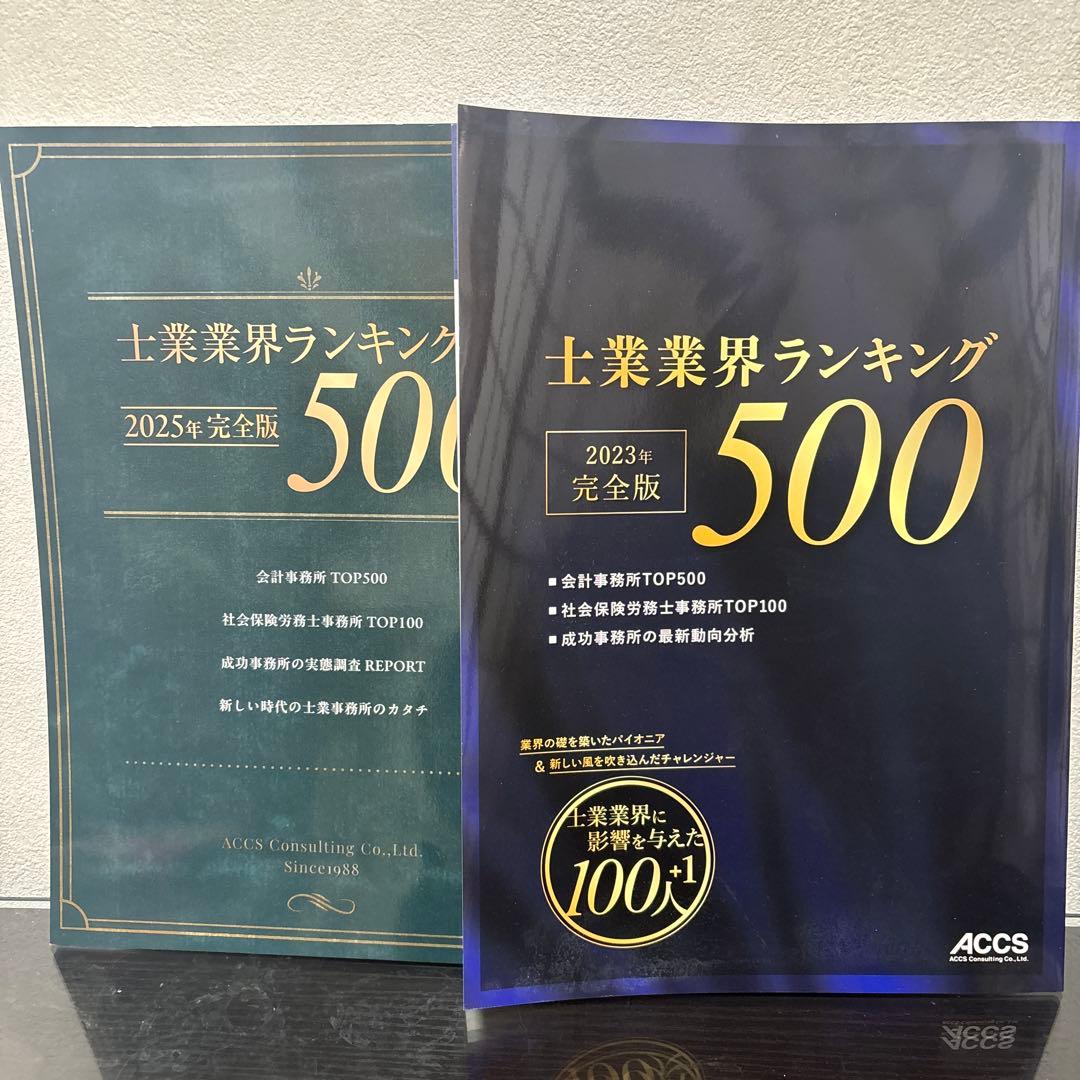 士業業界ランキング
2025年 完全版
500
会計事務所 TOP500
社会保険労務士事務所 TOP100
成功事務所の実態調査 REPORT
新しい時代の士業事務所のカタチ
ACCS Consulting Co.,Ltd.
Since1988
士業業界ランキング
2023年
完全版
500
■ 会計事務所TOP500
■ 社会保険労務士事務所TOP100
■ 成功事務所の最新動向分析
業界の礎を築いたパイオニア
& 新しい風を吹き込んだチャレンジャー
士業業界に
影響を与えた
100人+1
ACCS
ACCS Consulting Co.,Ltd.